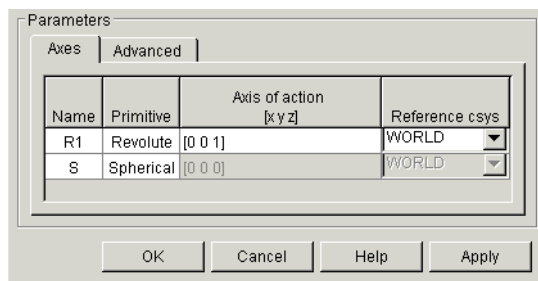 Parameters
Axes Advanced
Name Primitive Axis of action [x y z] Reference csys
R1 Revolute [0 0 1] WORLD
S Spherical [0 0 0] WORLD
OK Cancel Help Apply